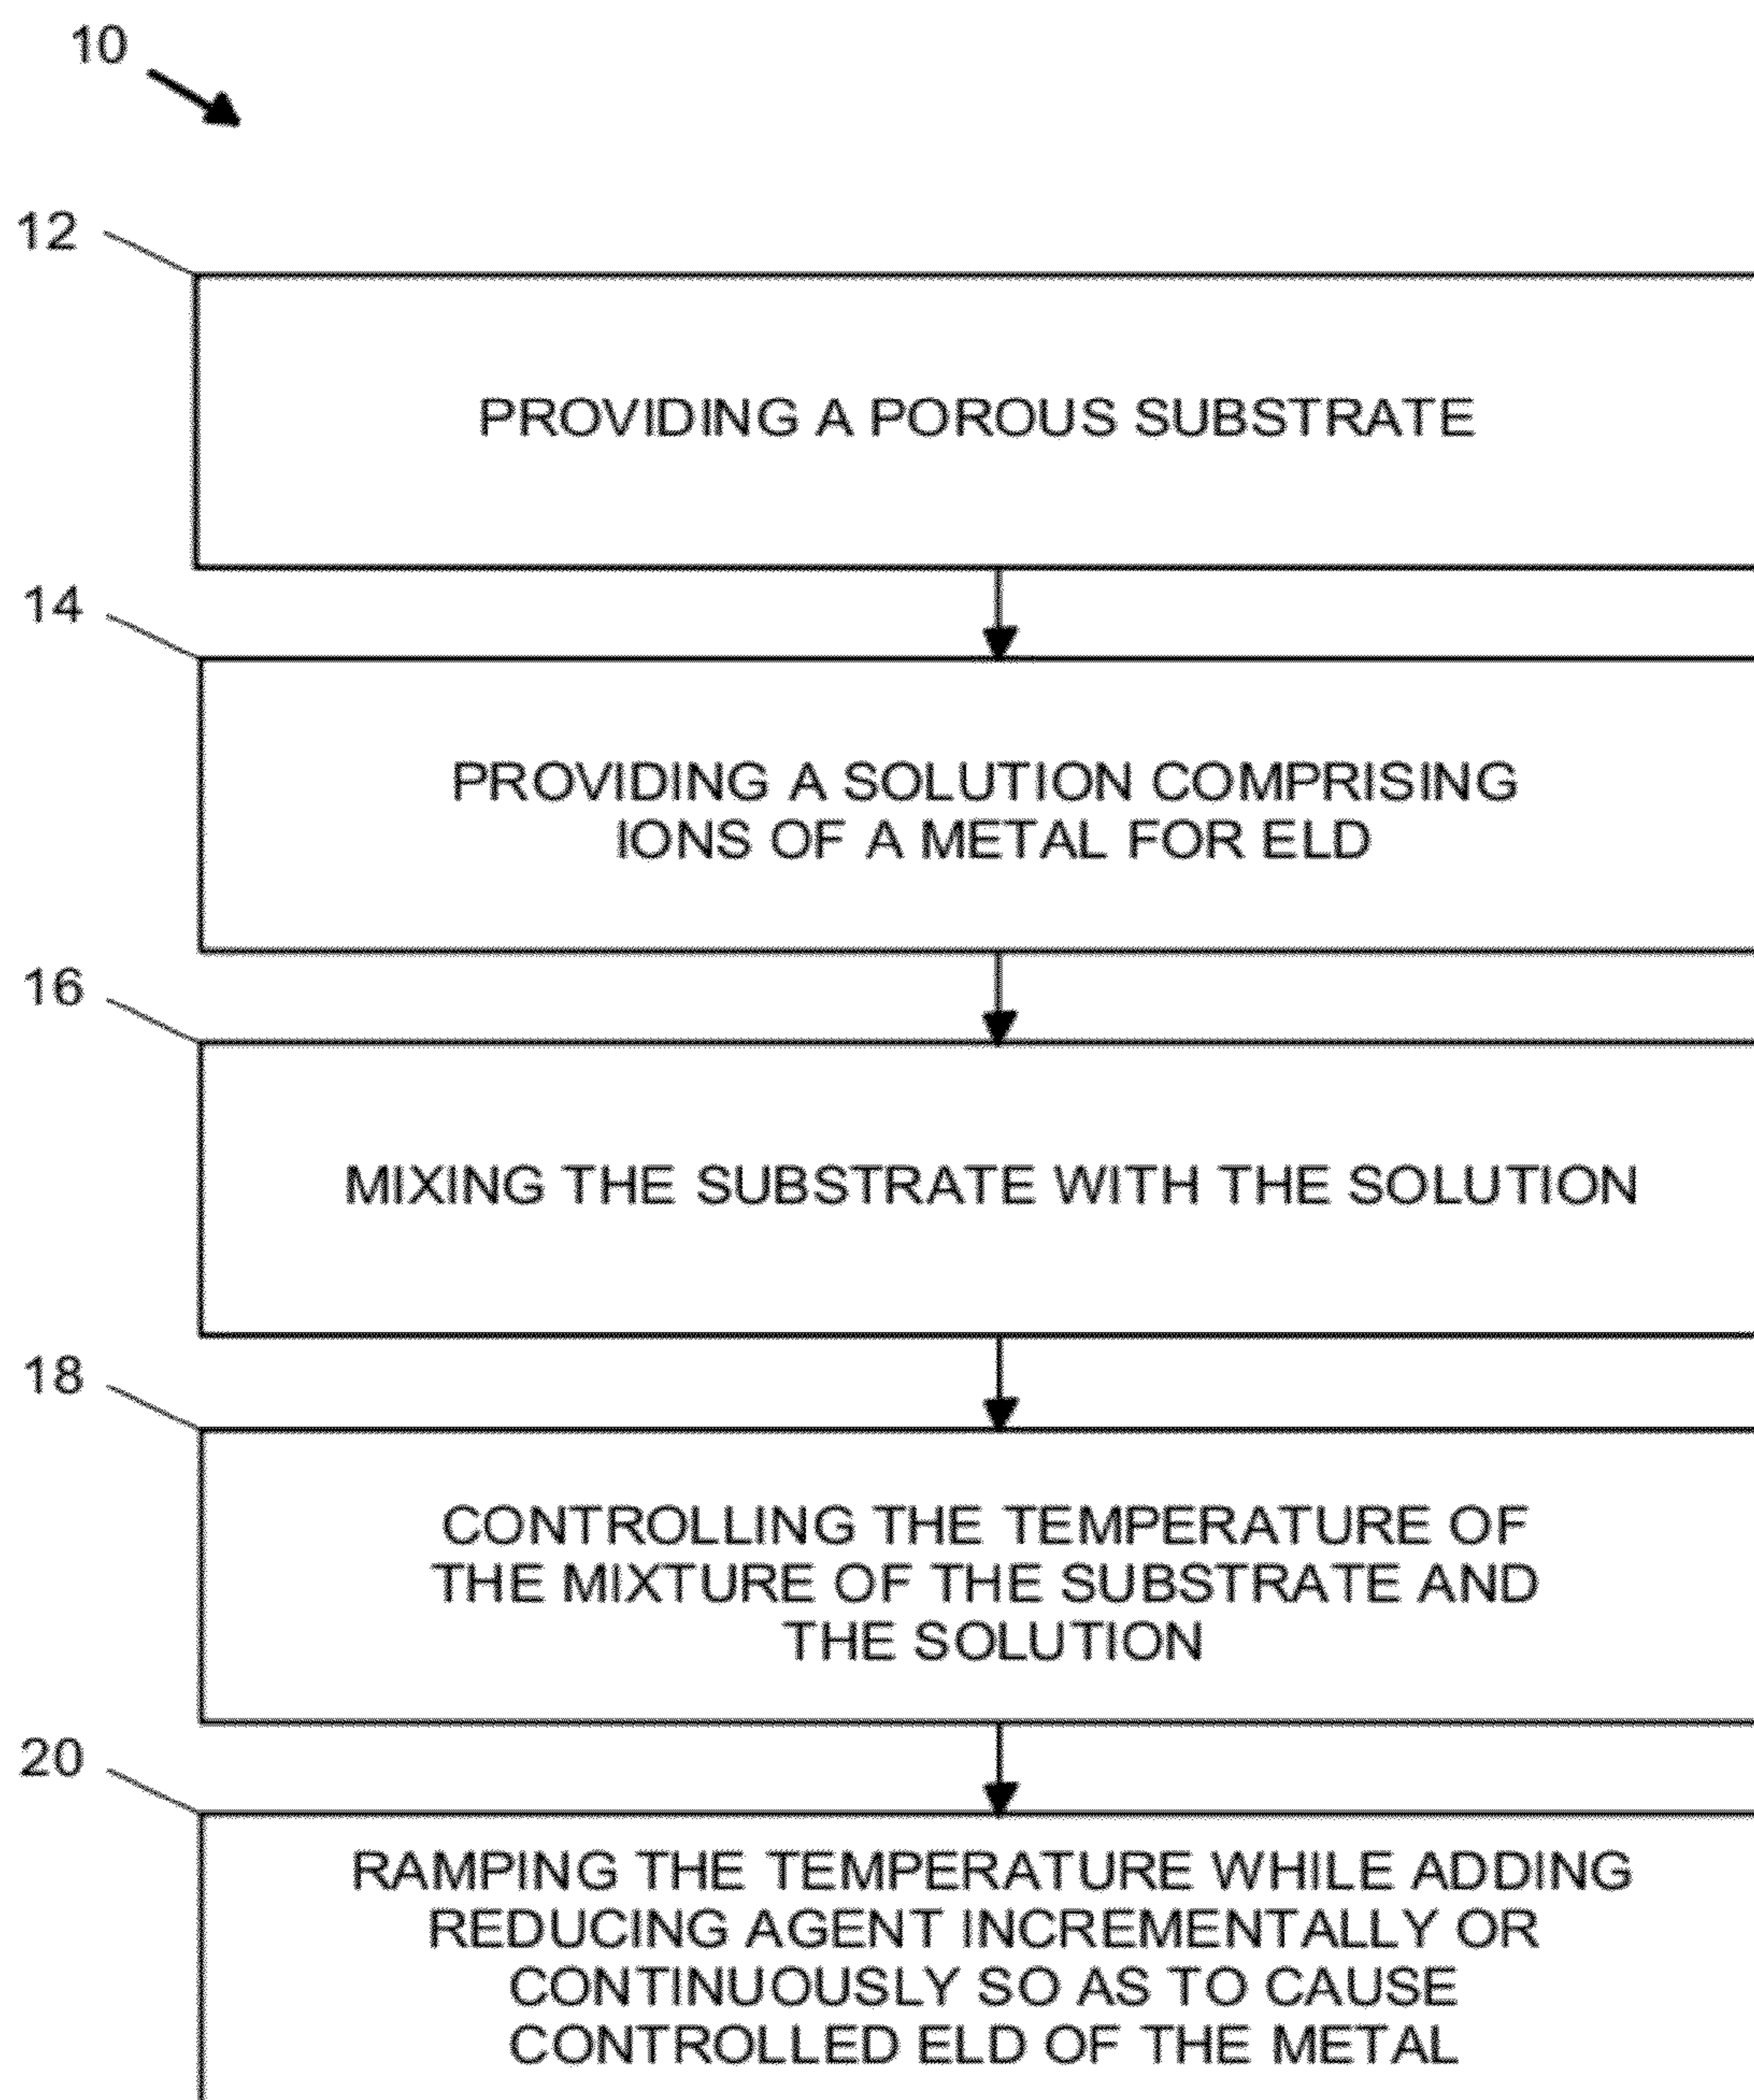 10
12
PROVIDING A POROUS SUBSTRATE
14
PROVIDING A SOLUTION COMPRISING
IONS OF A METAL FOR ELD
16
MIXING THE SUBSTRATE WITH THE SOLUTION
18
CONTROLLING THE TEMPERATURE OF
THE MIXTURE OF THE SUBSTRATE AND
THE SOLUTION
20
RAMPING THE TEMPERATURE WHILE ADDING
REDUCING AGENT INCREMENTALLY OR
CONTINUOUSLY SO AS TO CAUSE
CONTROLLED ELD OF THE METAL